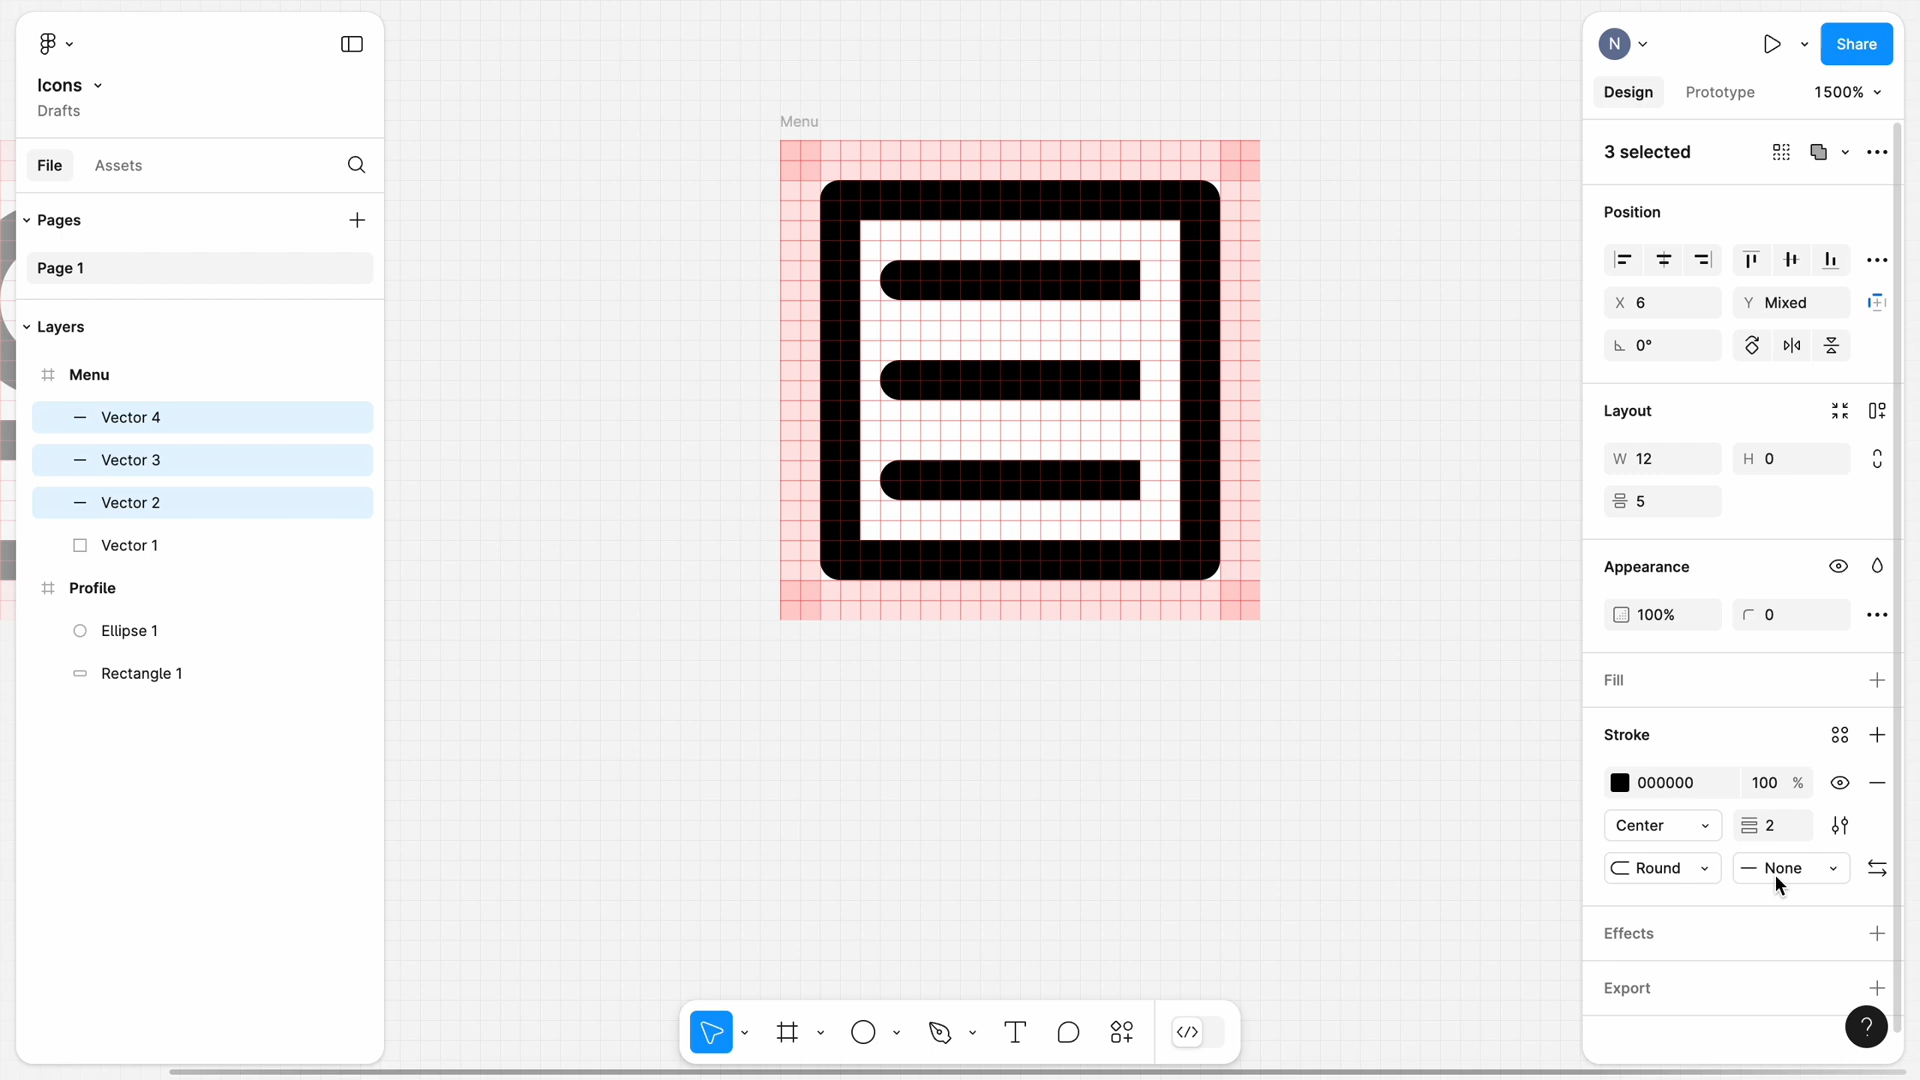 Icons
Drafts
File
Assets
Pages
Page 1
Layers
Menu
Vector 4
Vector 3
Vector 2
Vector 1
Profile
Ellipse 1
Rectangle 1
Menu
N
Share
Design
Prototype
1500%
3 selected
Position
X 6
Y Mixed
0°
Layout
W 12
H 0
5
Appearance
100%
0
Fill
Stroke
000000
100 %
Center
2
Round
None
Effects
Export
?